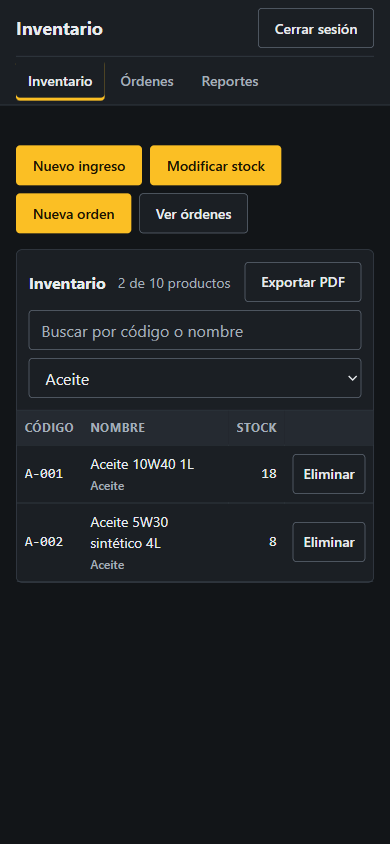 Inventario
Cerrar sesión
Inventario Órdenes Reportes
Nuevo ingreso Modificar stock
Nueva orden Ver órdenes
Inventario 2 de 10 productos Exportar PDF
Buscar por código o nombre
Aceite
CÓDIGO NOMBRE STOCK
A-001 Aceite 10W40 1L 18 Eliminar
Aceite
A-002 Aceite 5W30 8 Eliminar
sintético 4L
Aceite